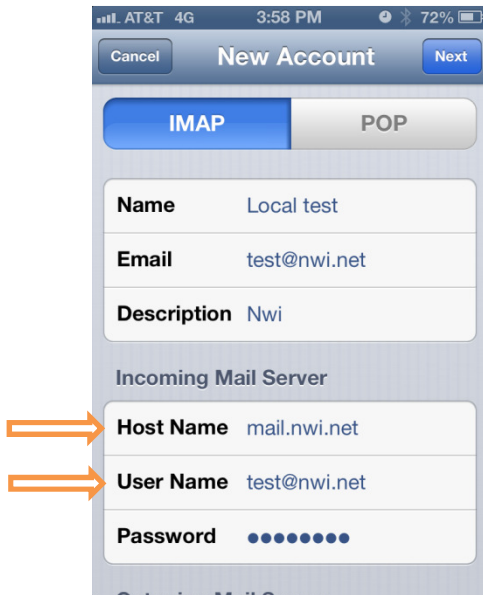 AT&T 4G 3:58 PM 72%
Cancel New Account Next
IMAP POP
Name Local test
Email test@nwi.net
Description Nwi
Incoming Mail Server
Host Name mail.nwi.net
User Name test@nwi.net
Password ●●●●●●●●